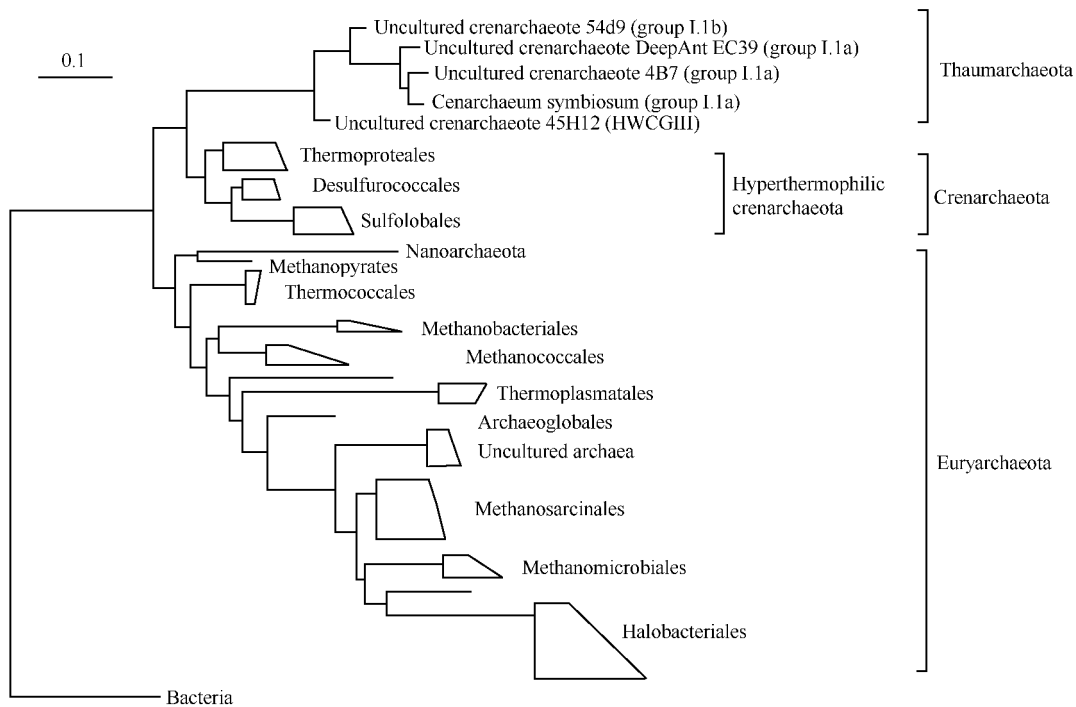 0.1
Uncultured crenarchaeote 54d9 (group I.1b)
Uncultured crenarchaeote DeepAnt EC39 (group I.1a)
Uncultured crenarchaeote 4B7 (group I.1a)
Cenarchaeum symbiosum (group I.1a)
Uncultured crenarchaeote 45H12 (HWCGIII)
Thaumarchaeota
Thermoproteales
Desulfurococcales
Sulfolobales
Hyperthermophilic
crenarchaeota
Crenarchaeota
Nanoarchaeota
Methanopyrates
Thermococcales
Methanobacteriales
Methanococcales
Thermoplasmatales
Archaeoglobales
Uncultured archaea
Methanosarcinales
Methanomicrobiales
Halobacteriales
Euryarchaeota
Bacteria